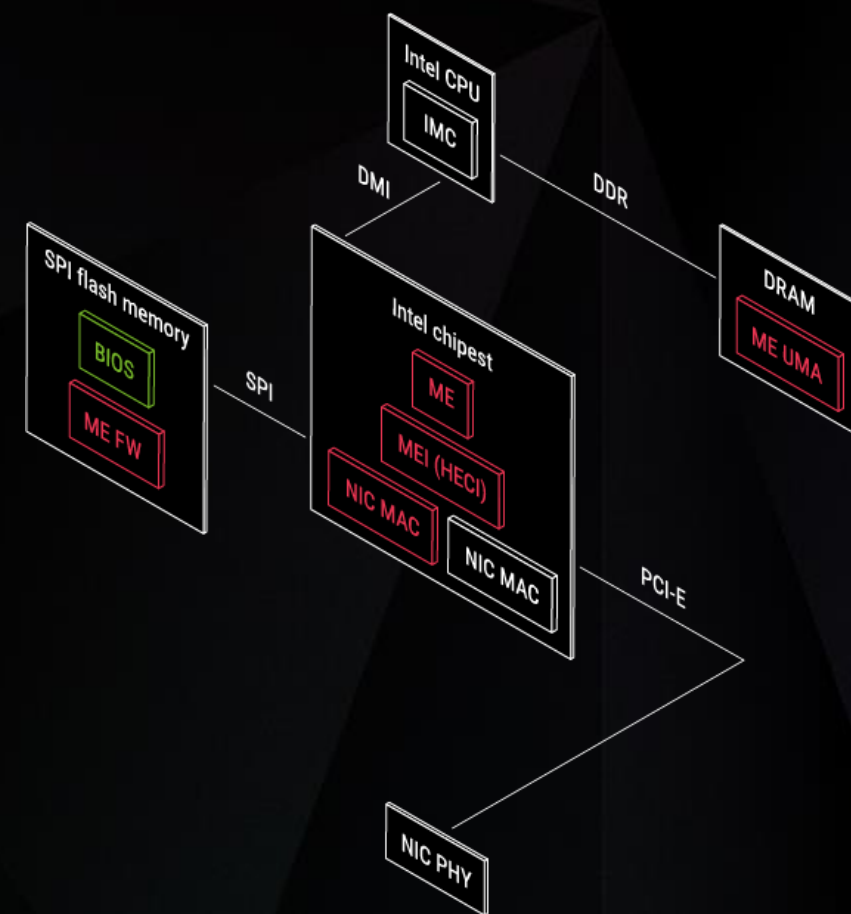 Intel CPU
IMC
DMI
DDR
SPI flash memory
BIOS
ME FW
SPI
Intel chipest
ME
MEI (HECI)
NIC MAC
NIC MAC
DRAM
ME UMA
PCI-E
NIC PHY